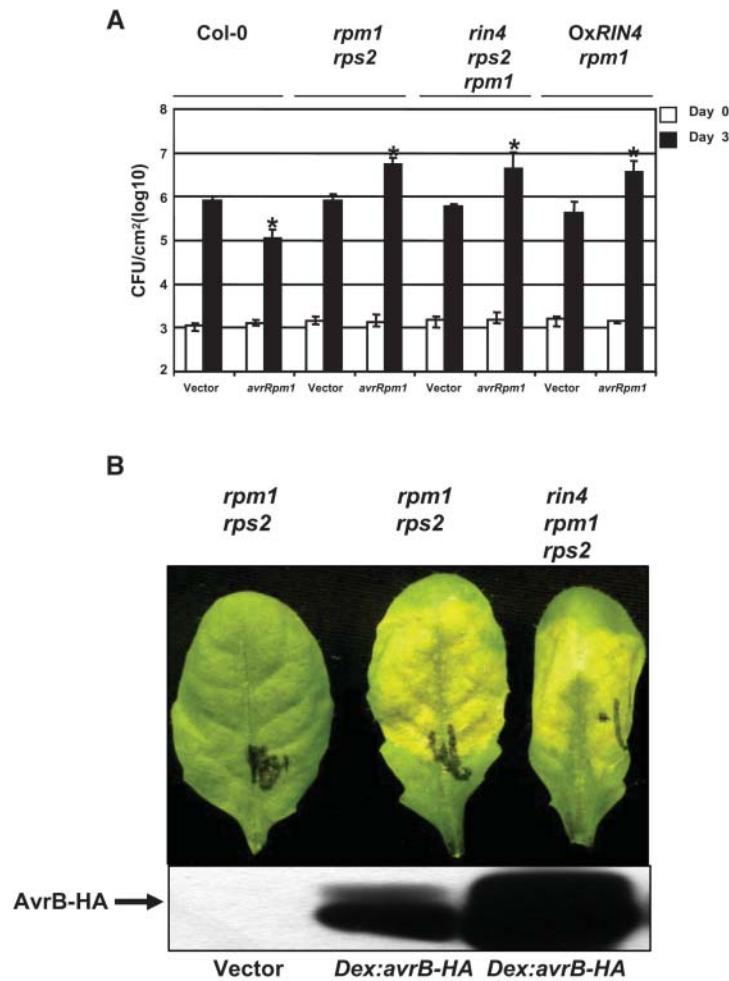 A
Col-0
rpm1
rps2
rin4
rps2
rpm1
OxRIN4
rpm1
8
7
6
5
4
3
2
CFU/cm²(log10)
* * * *
Day 0
Day 3
Vector avrRpm1 Vector avrRpm1 Vector avrRpm1 Vector avrRpm1
B
rpm1
rps2
rpm1
rps2
rin4
rpm1
rps2
AvrB-HA
Vector Dex:avrB-HA Dex:avrB-HA